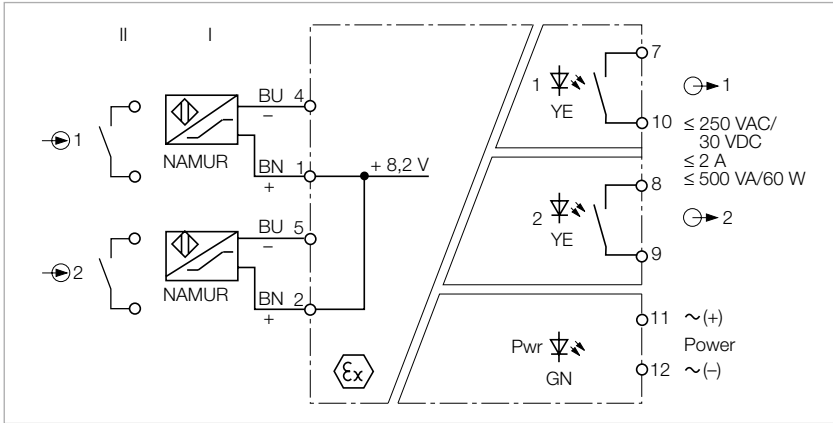 II I
BU 4
−
1
NAMUR
BN 1
+
+ 8,2 V
BU 5
−
2
NAMUR
BN 2
+
Ex
7
1
YE
1
10
≤ 250 VAC/
30 VDC
≤ 2 A
≤ 500 VA/60 W
8
2
YE
2
9
11 ~(+)
Pwr
GN
Power
12 ~(–)